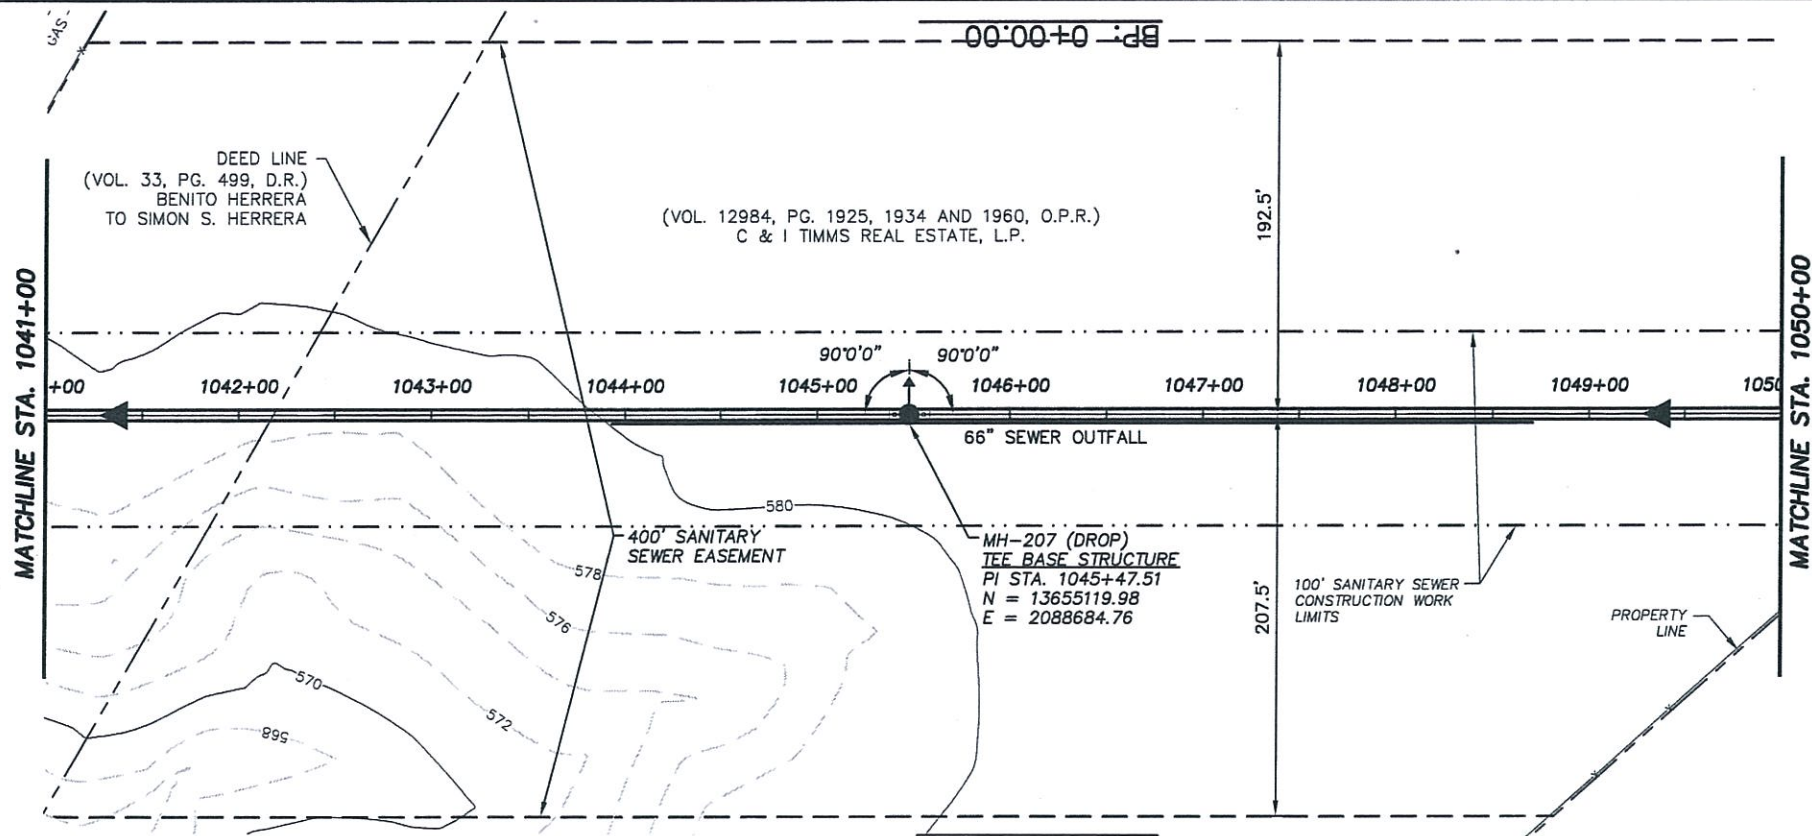 GAS
BP: 0+00.00
DEED LINE
(VOL. 33, PG. 499, D.R.)
BENITO HERRERA
TO SIMON S. HERRERA
(VOL. 12984, PG. 1925, 1934 AND 1960, O.P.R.)
C & I TIMMS REAL ESTATE, L.P.
192.5'
MATCHLINE STA. 1041+00
MATCHLINE STA. 1050+00
90°0'0" 90°0'0"
+00 1042+00 1043+00 1044+00 1045+00 1046+00 1047+00 1048+00 1049+00 1050
66" SEWER OUTFALL
580
400' SANITARY
SEWER EASEMENT
MH-207 (DROP)
TEE BASE STRUCTURE
PI STA. 1045+47.51
N = 13655119.98
E = 2088684.76
207.5'
100' SANITARY SEWER
CONSTRUCTION WORK
LIMITS
PROPERTY
LINE
578
576
570
572
568